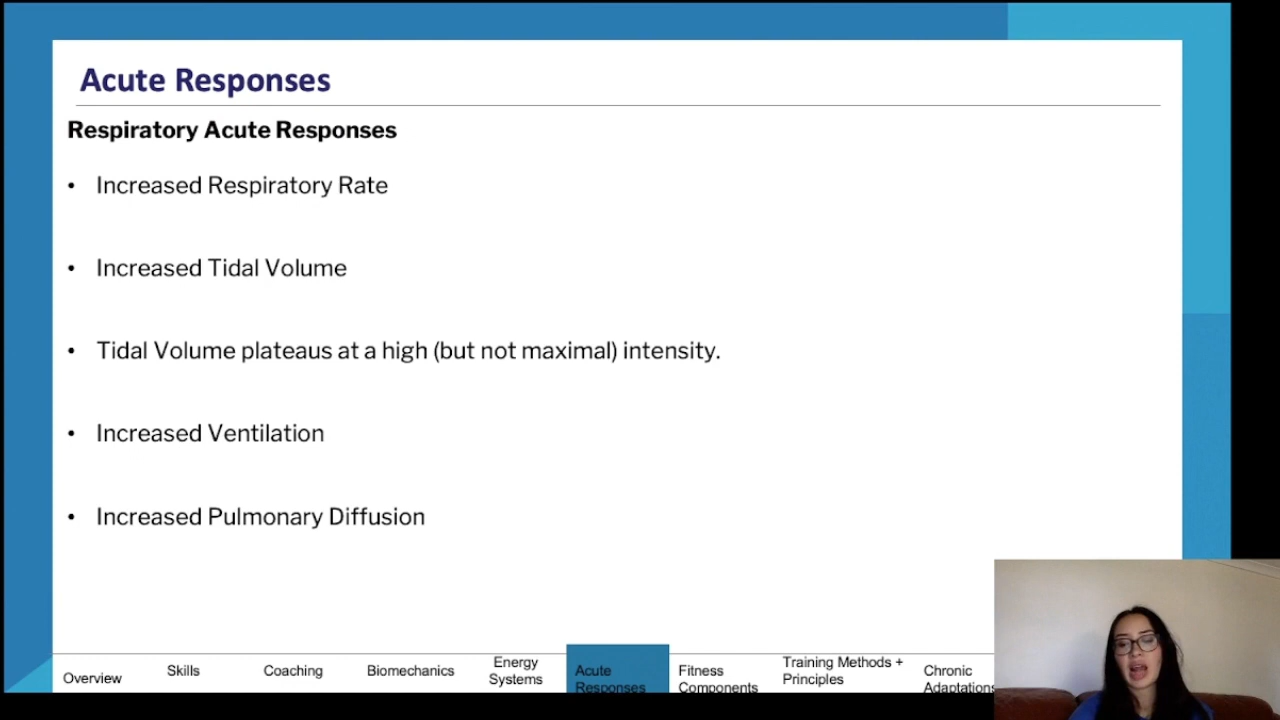 Acute Responses
Respiratory Acute Responses
• Increased Respiratory Rate
• Increased Tidal Volume
• Tidal Volume plateaus at a high (but not maximal) intensity.
• Increased Ventilation
• Increased Pulmonary Diffusion
Overview
Skills
Coaching
Biomechanics
Energy
Systems
Acute
Responses
Fitness
Components
Training Methods +
Principles
Chronic
Adaptations